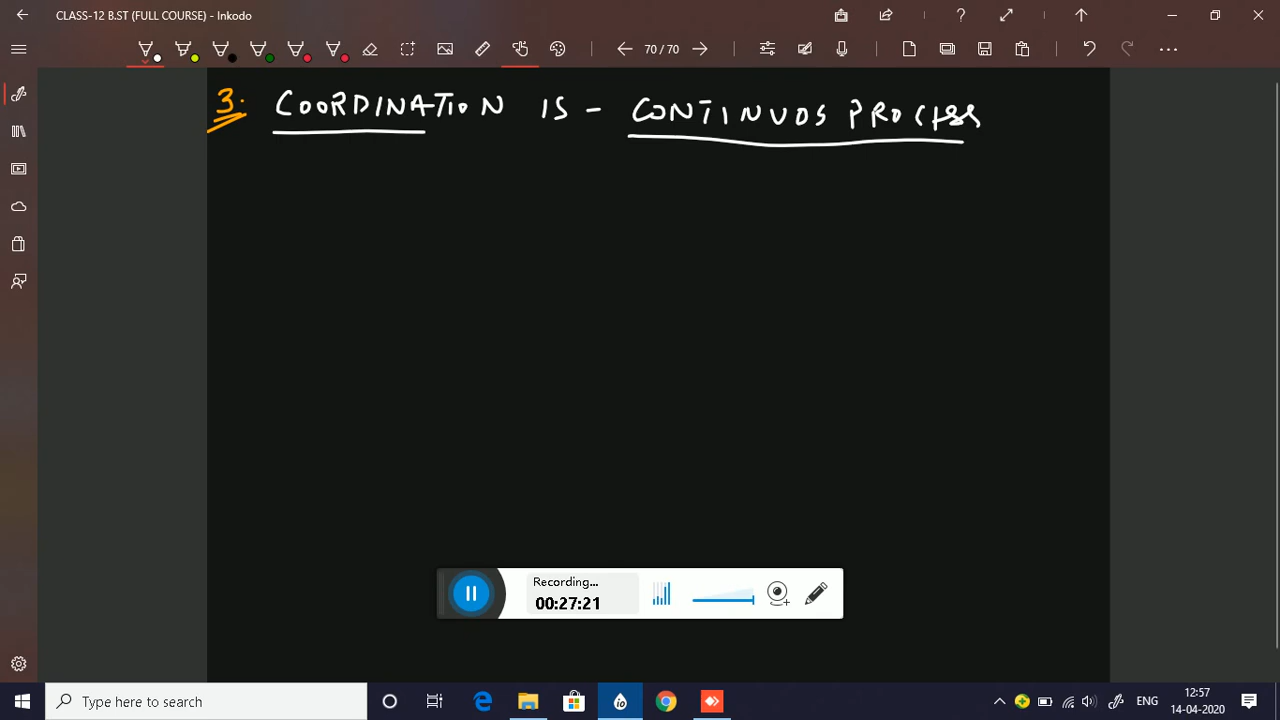 CLASS-12 B.ST (FULL COURSE) - Inkodo
70 / 70
3. COORDINATION IS - CONTINUOS PROCESS
Recording...
00:27:21
Type here to search
io
ENG
12:57
14-04-2020